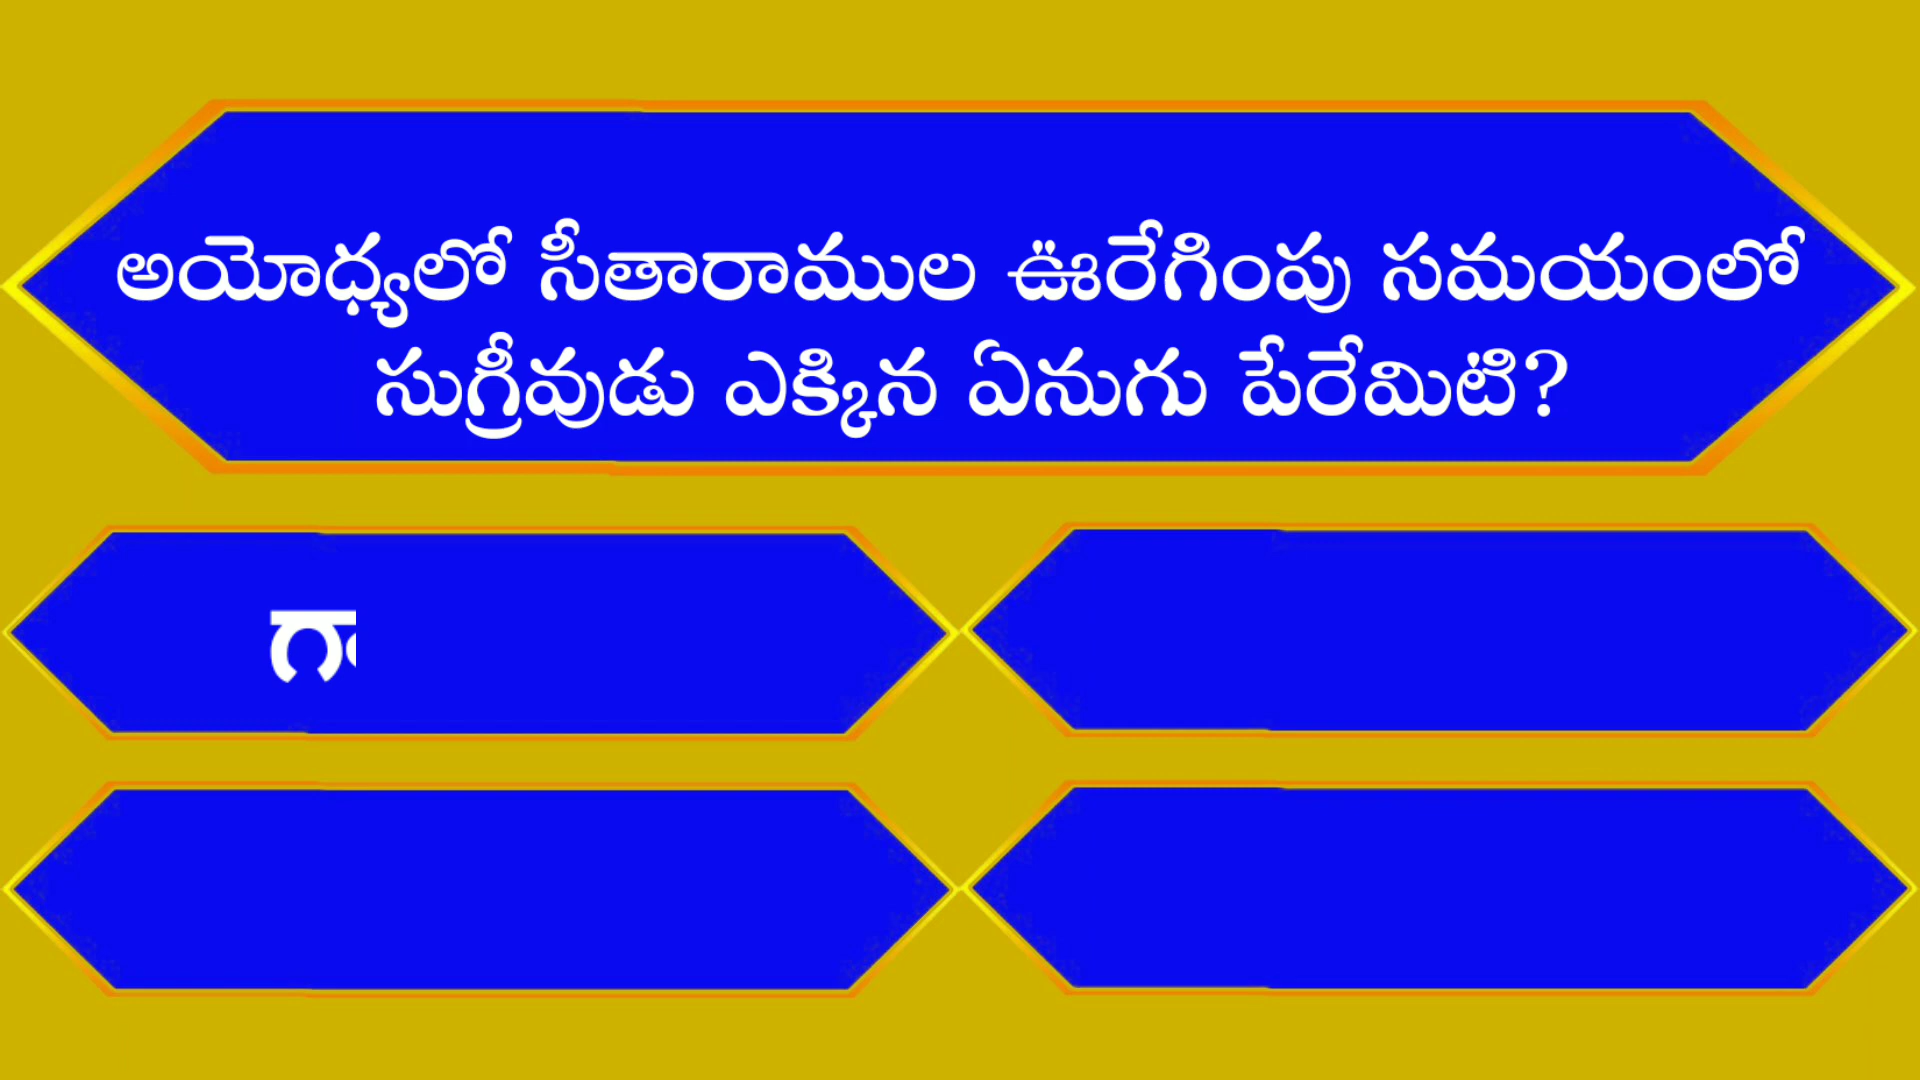 అయోధ్యలో సీతారాముల ఊరేగింపు సమయంలో
సుగ్రీవుడు ఎక్కిన ఏనుగు పేరేమిటి?